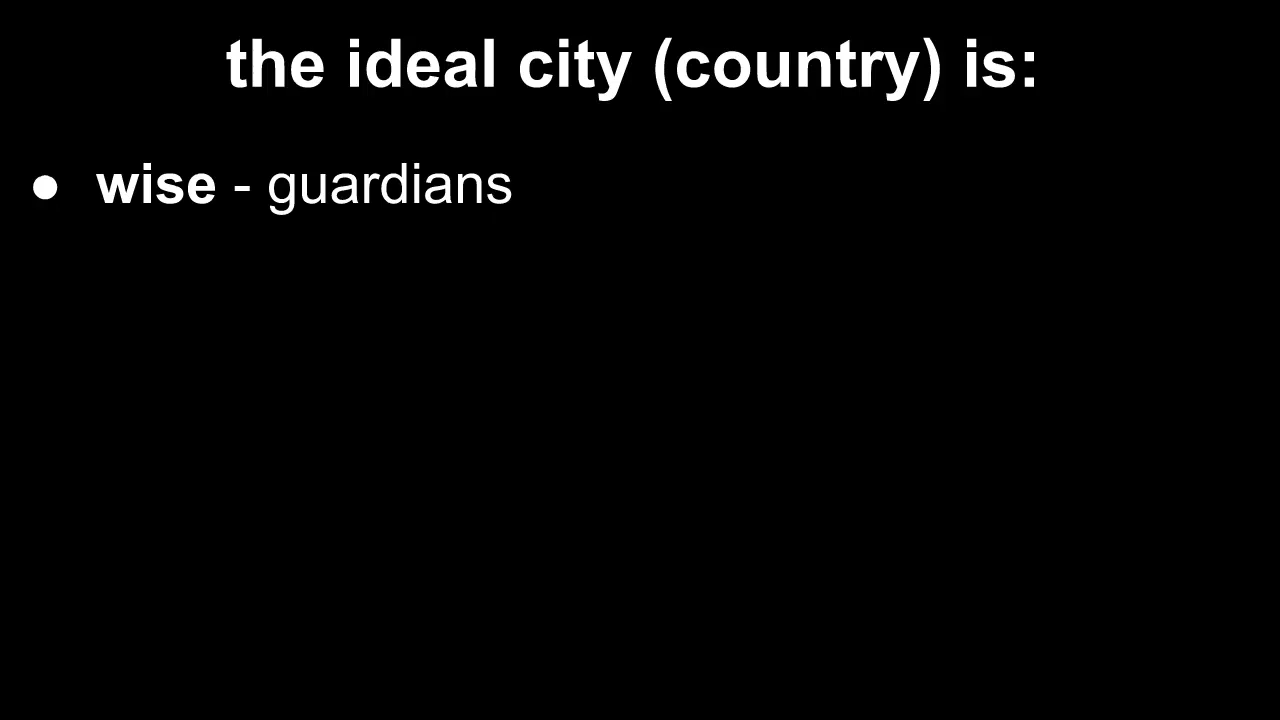 the ideal city (country) is:
● wise - guardians